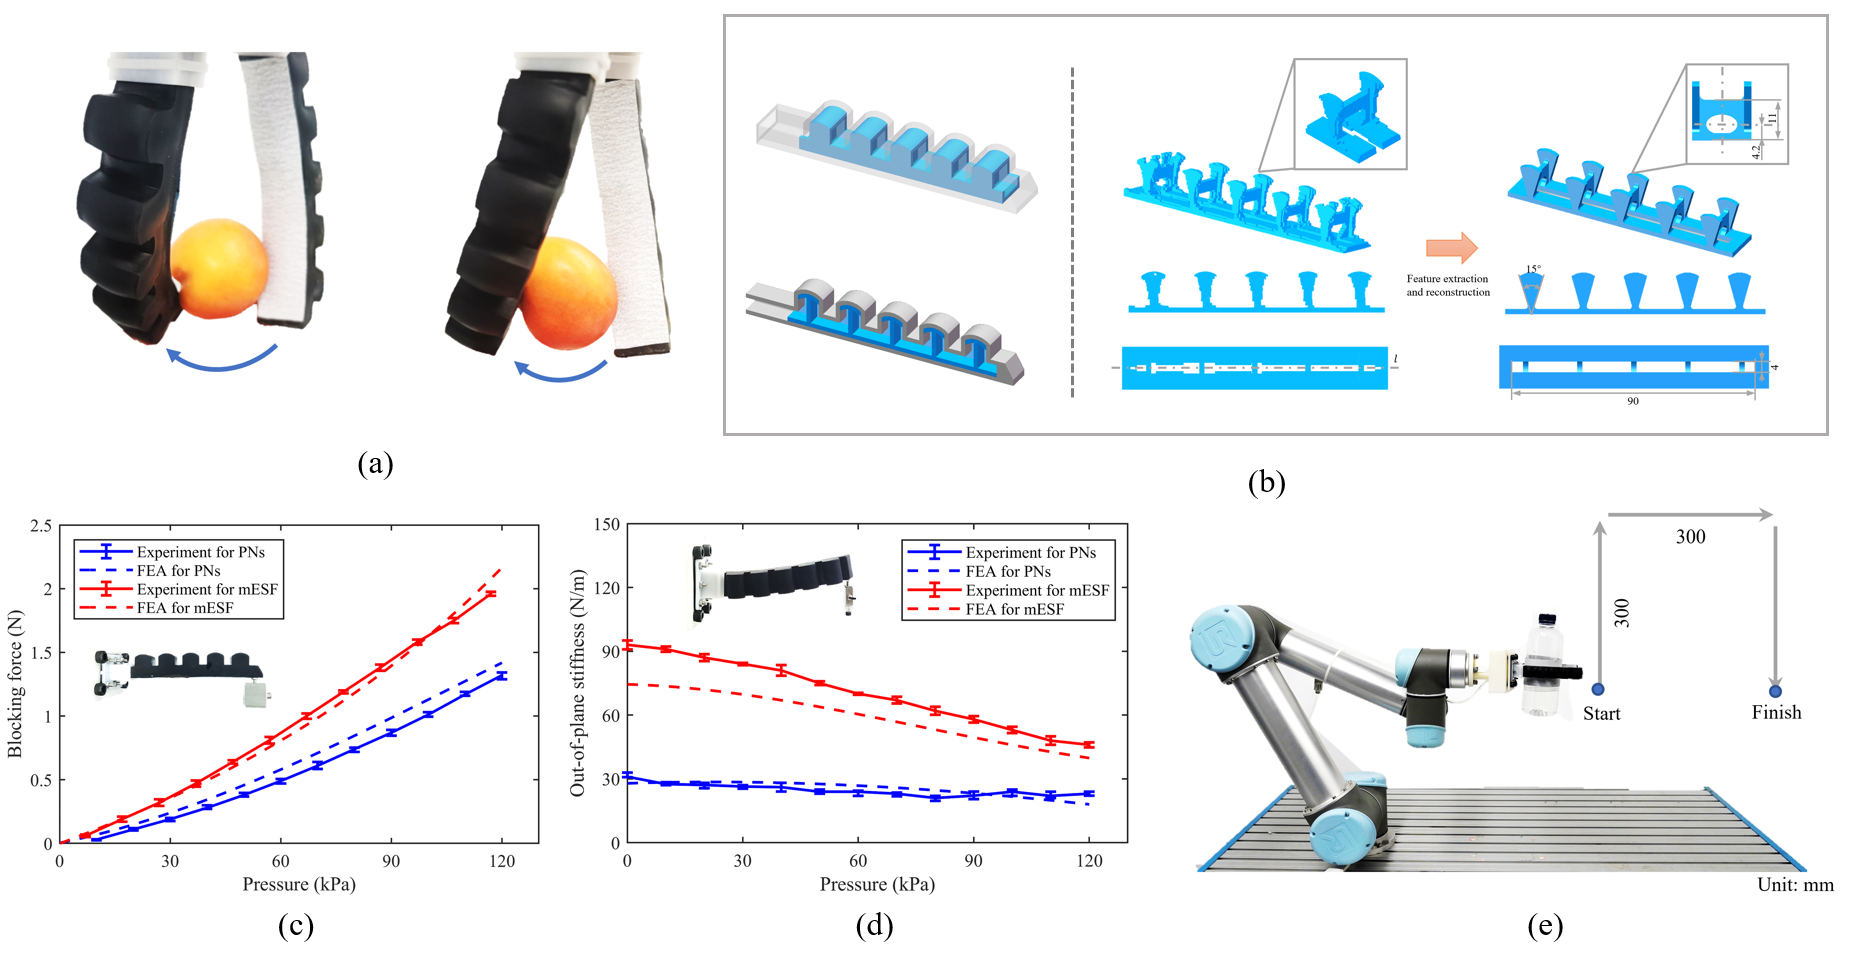 (a)
11
4.2
15°
Feature extraction
and reconstruction
l
4
90
(b)
2.5
2
1.5
1
0.5
0
Blocking force (N)
Experiment for PNs
FEA for PNs
Experiment for mESF
FEA for mESF
0 30 60 90 120
Pressure (kPa)
(c)
150
120
90
60
30
0
Out-of-plane stiffness (N/m)
Experiment for PNs
FEA for PNs
Experiment for mESF
FEA for mESF
0 30 60 90 120
Pressure (kPa)
(d)
300
300
Start
Finish
UR
Unit: mm
(e)